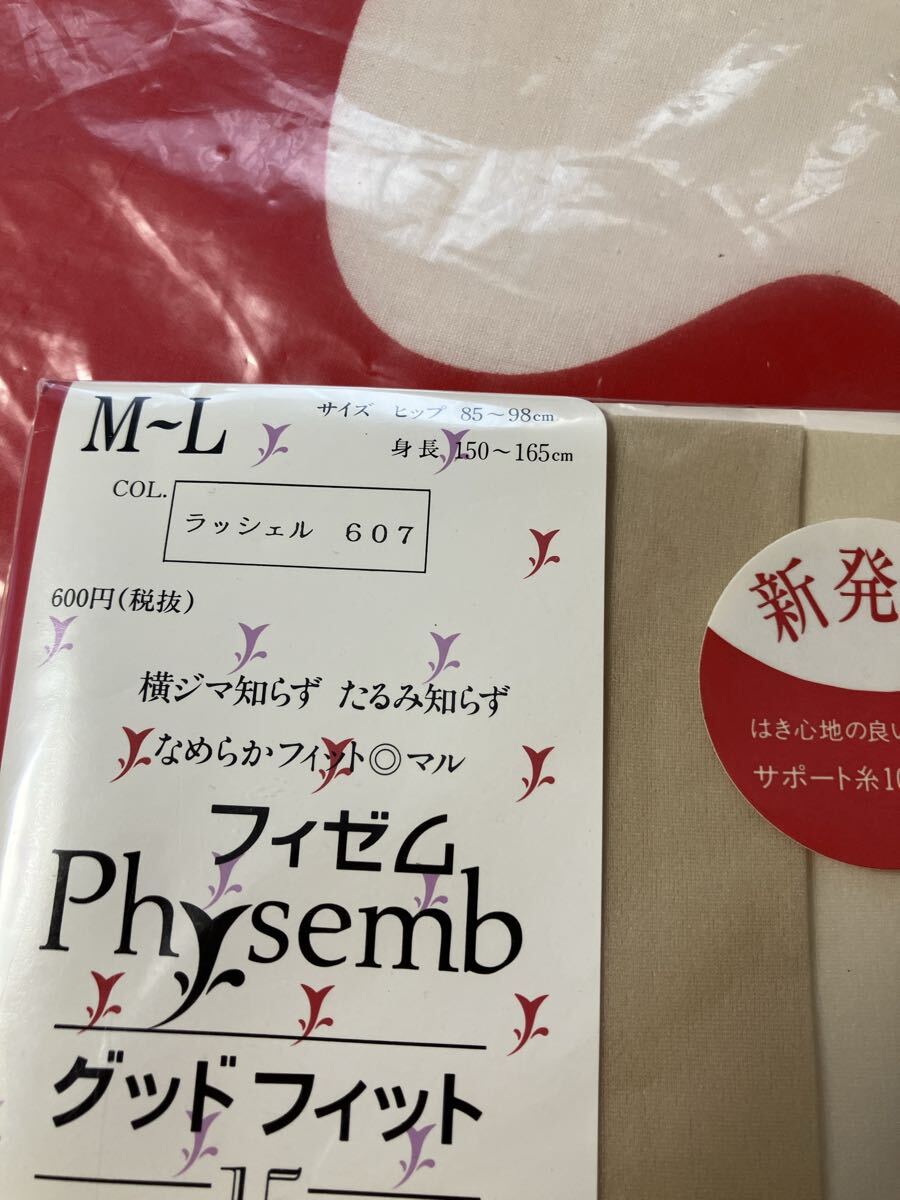 M~L
サイズ ヒップ 85～98cm
身長 150～165cm
COL.
ラッシェル 607
600円(税抜)
横ジマ知らず たるみ知らず
なめらかフィット◎マル
フィゼム
Physemb
グッドフィット
新発
はき心地の良い
サポート糸10